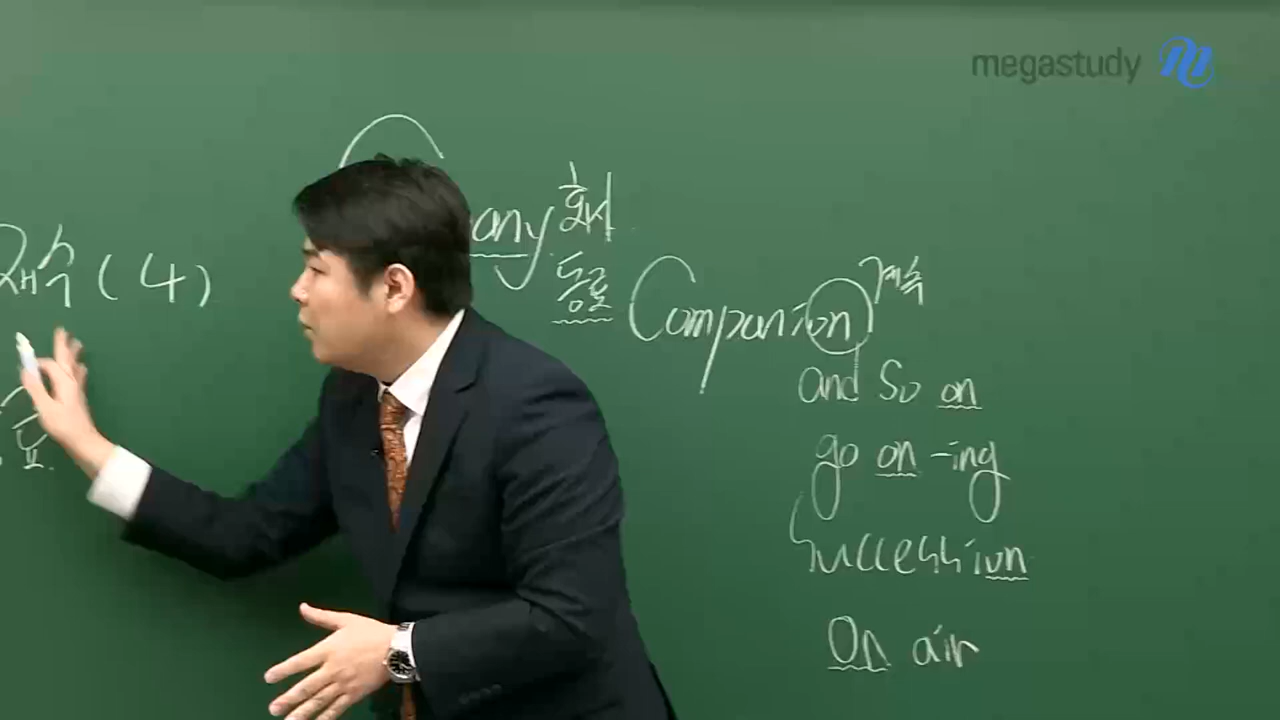 megastudy
재수 (4)
any 회사
동료
Companion 계속
and So on
go on -ing
Succession
On air